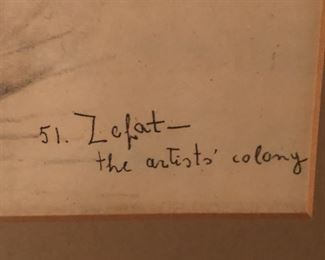 51. Zefat—
the artists' colony